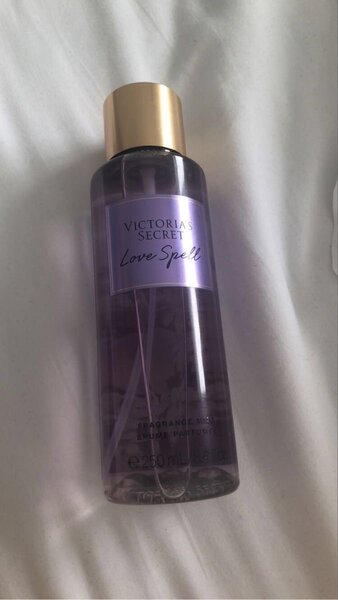 VICTORIA'S
SECRET
Love Spell
FRAGRANCE MIST
BRUME PARFUMÉE
℮250 mL